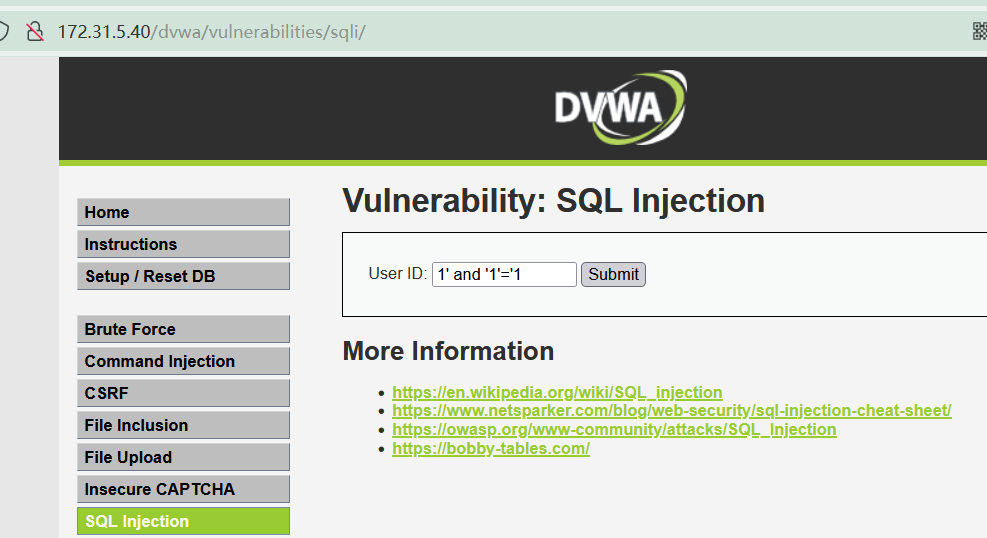 172.31.5.40/dvwa/vulnerabilities/sqli/
DVWA
Home
Instructions
Setup / Reset DB
Brute Force
Command Injection
CSRF
File Inclusion
File Upload
Insecure CAPTCHA
SQL Injection
Vulnerability: SQL Injection
User ID: 1' and '1'='1 Submit
More Information
https://en.wikipedia.org/wiki/SQL_injection
https://www.netsparker.com/blog/web-security/sql-injection-cheat-sheet/
https://owasp.org/www-community/attacks/SQL_Injection
https://bobby-tables.com/